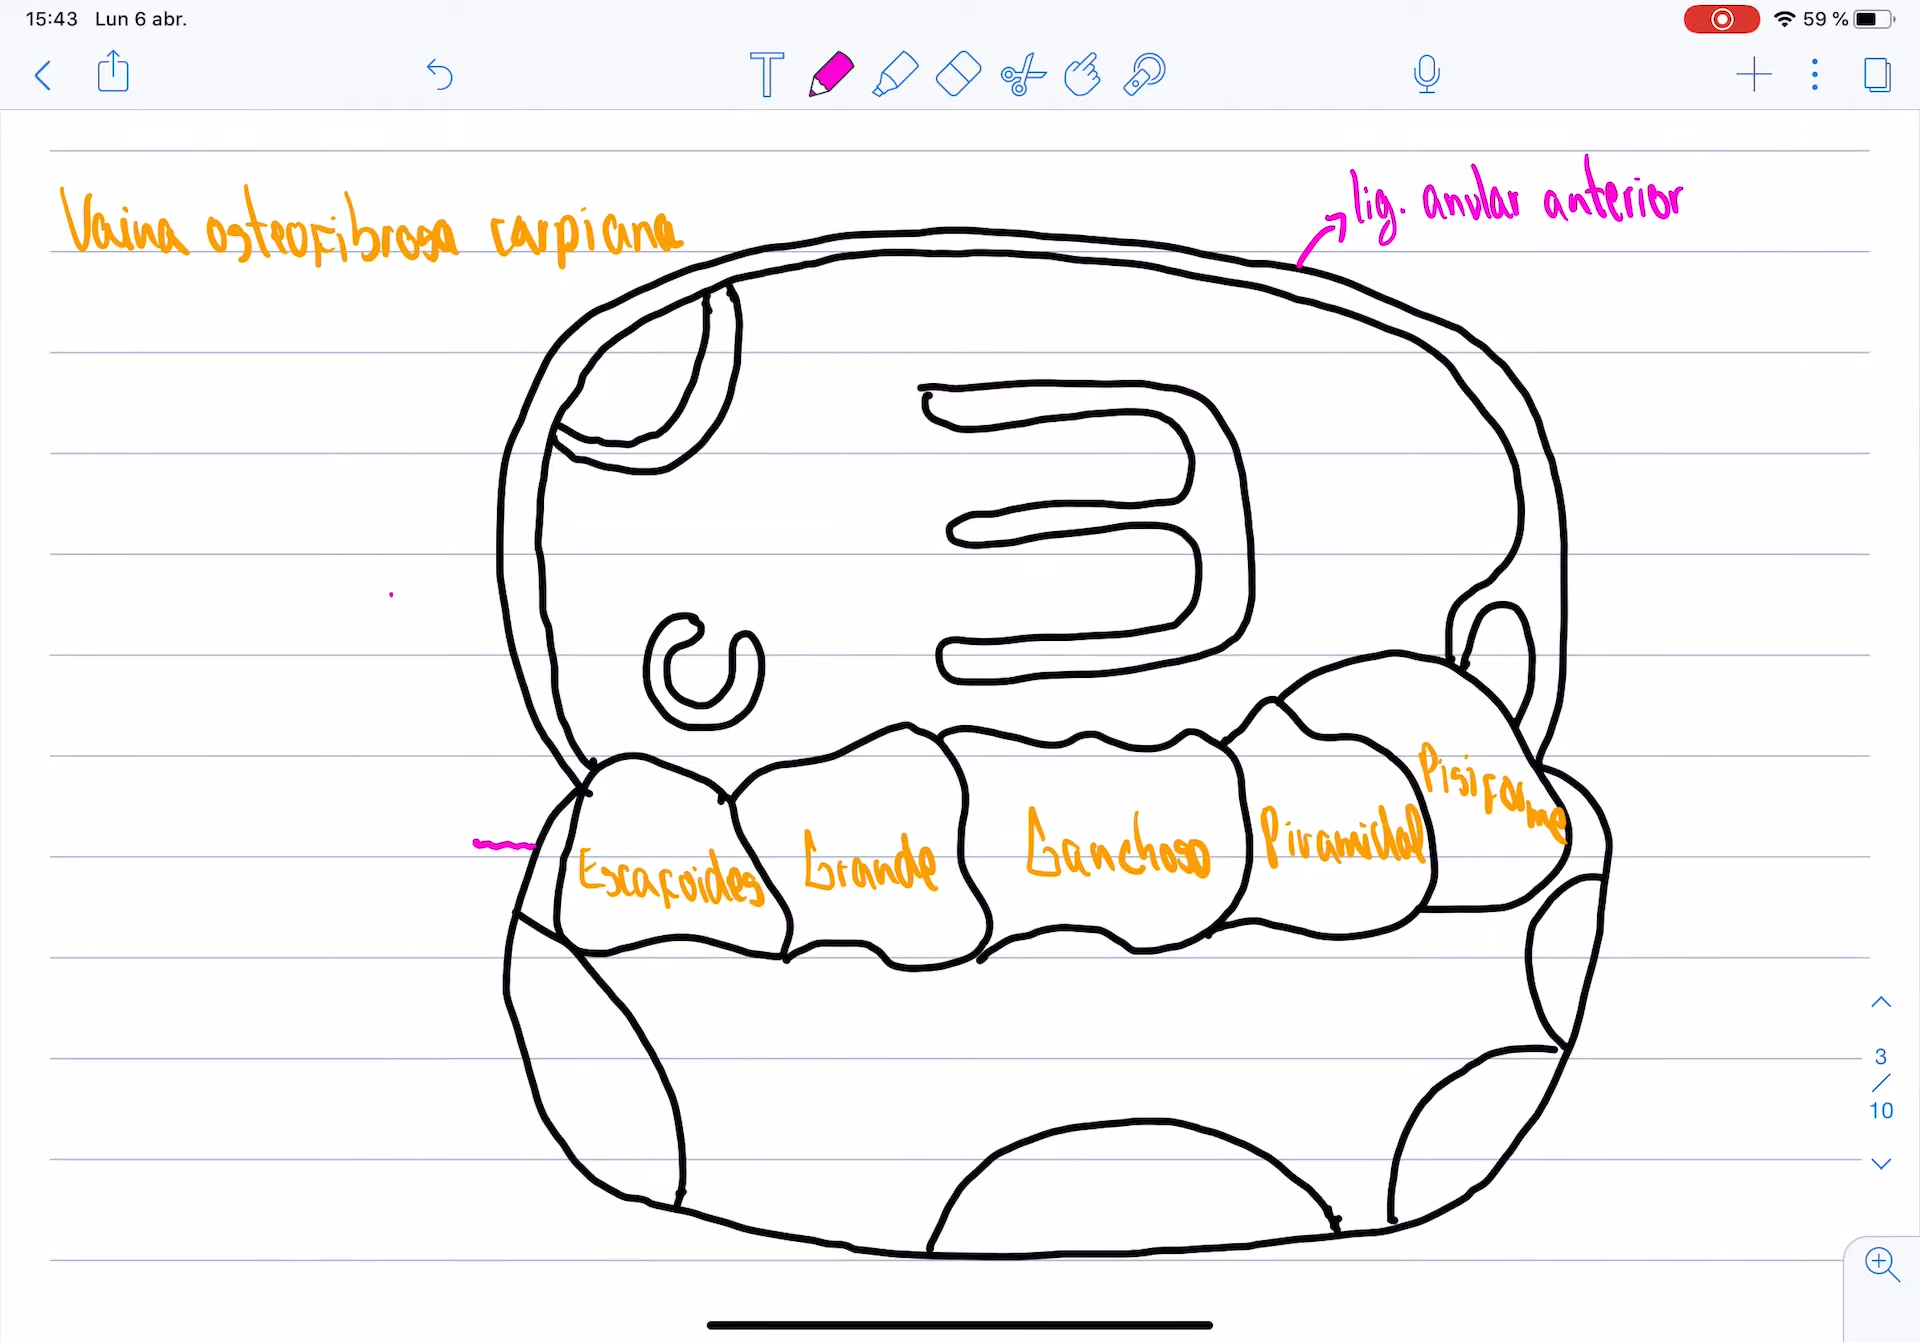 15:43 Lun 6 abr.
59 %
lig. anular anterior
Vaina osteofibrosa carpiana
Pisiforme
Piramidal
Ganchoso
Grande
Escafoides
3
/
10